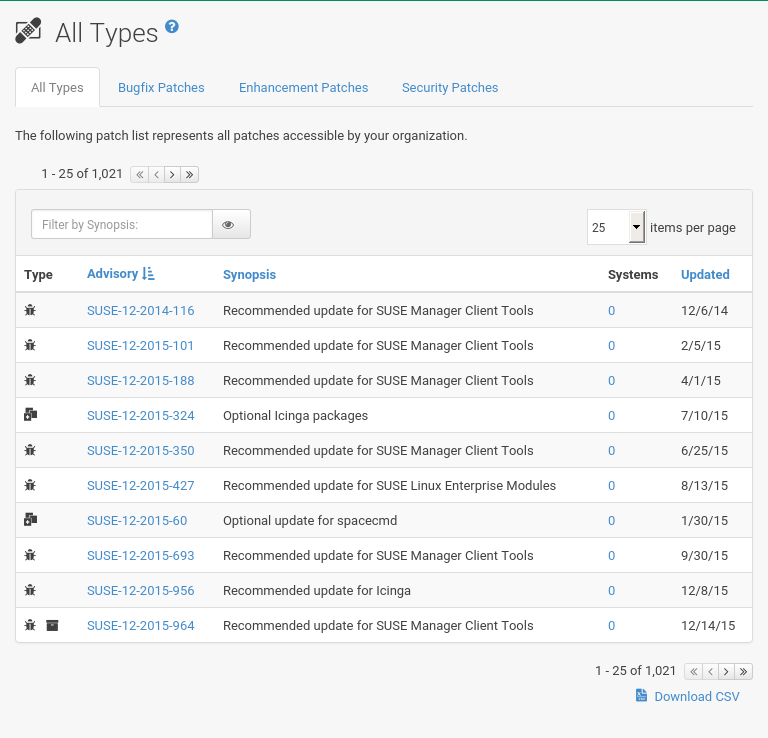 All Types ?
All Types Bugfix Patches Enhancement Patches Security Patches
The following patch list represents all patches accessible by your organization.
1 - 25 of 1,021
Filter by Synopsis: 25 items per page
Type Advisory Synopsis Systems Updated
SUSE-12-2014-116 Recommended update for SUSE Manager Client Tools 0 12/6/14
SUSE-12-2015-101 Recommended update for SUSE Manager Client Tools 0 2/5/15
SUSE-12-2015-188 Recommended update for SUSE Manager Client Tools 0 4/1/15
SUSE-12-2015-324 Optional Icinga packages 0 7/10/15
SUSE-12-2015-350 Recommended update for SUSE Manager Client Tools 0 6/25/15
SUSE-12-2015-427 Recommended update for SUSE Linux Enterprise Modules 0 8/13/15
SUSE-12-2015-60 Optional update for spacecmd 0 1/30/15
SUSE-12-2015-693 Recommended update for SUSE Manager Client Tools 0 9/30/15
SUSE-12-2015-956 Recommended update for Icinga 0 12/8/15
SUSE-12-2015-964 Recommended update for SUSE Manager Client Tools 0 12/14/15
1 - 25 of 1,021
Download CSV